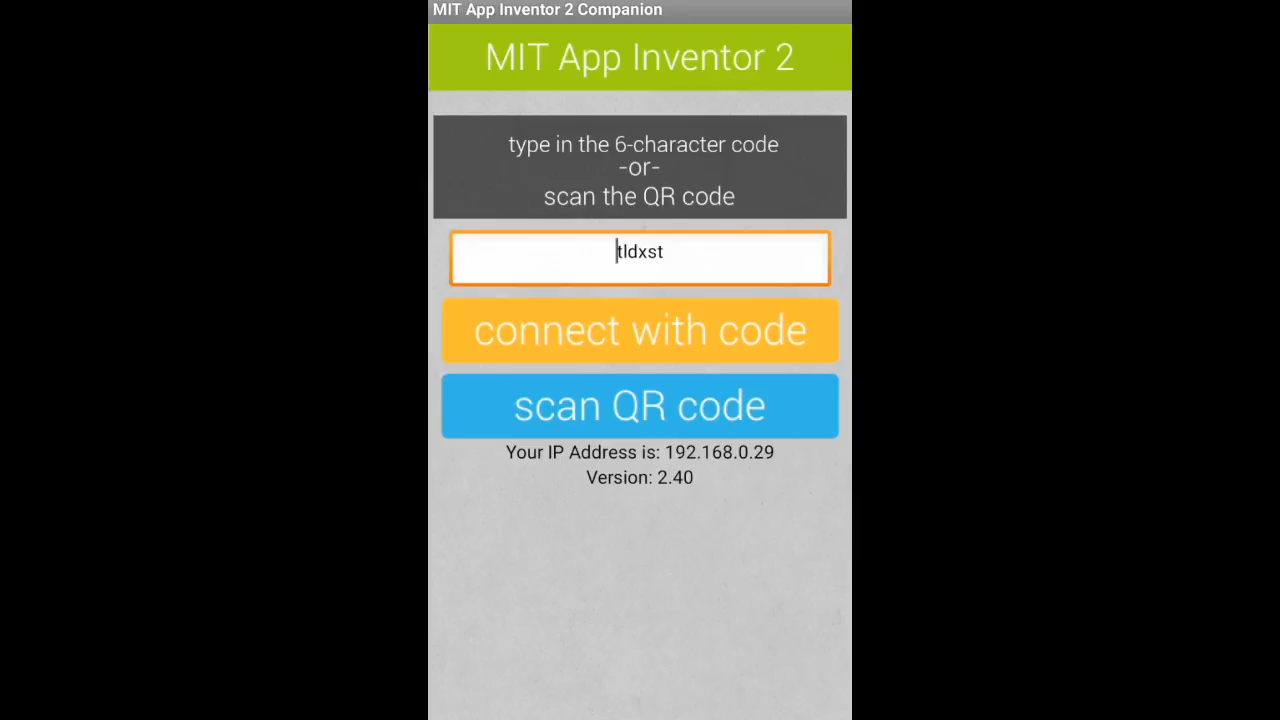 MIT App Inventor 2 Companion
MIT App Inventor 2
type in the 6-character code
-or-
scan the QR code
tldxst
connect with code
scan QR code
Your IP Address is: 192.168.0.29
Version: 2.40